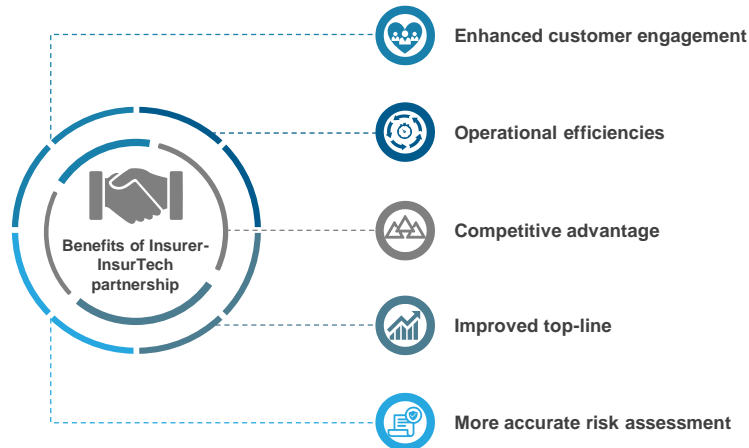 Enhanced customer engagement
Operational efficiencies
Benefits of Insurer-
InsurTech
partnership
Competitive advantage
Improved top-line
More accurate risk assessment